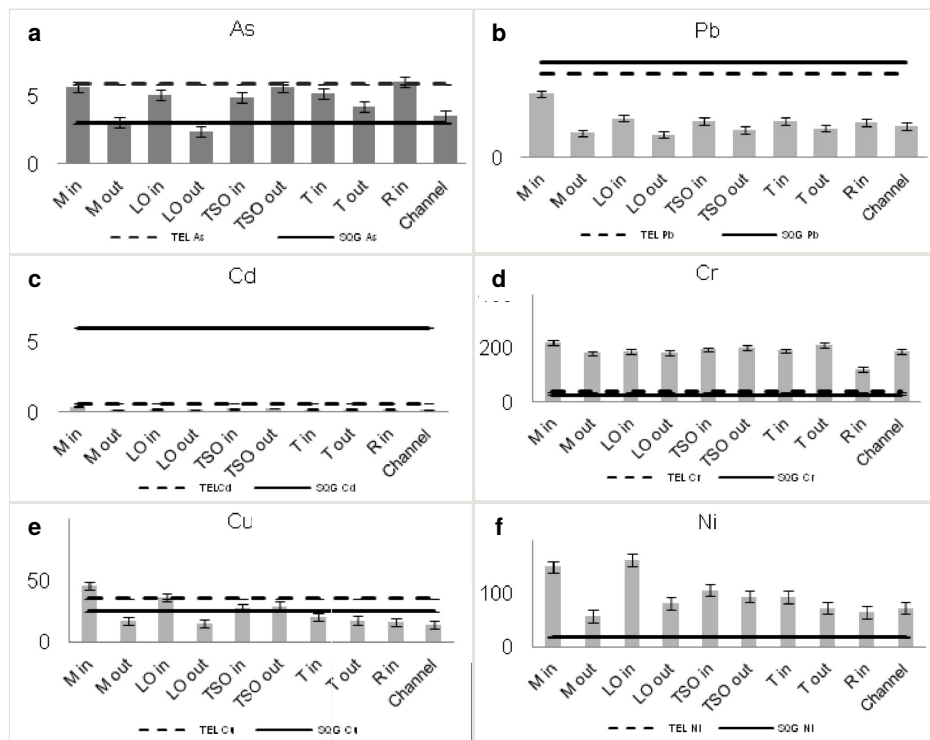 a
As
5
0
M in
M out
LO in
LO out
TSO in
TSO out
T in
T out
R in
Channel
TEL As
SQG As
b
Pb
0
M in
M out
LO in
LO out
TSO in
TSO out
T in
T out
R in
Channel
TEL Pb
SQG Pb
c
Cd
5
0
M in
M out
LO in
LO out
TSO in
TSO out
T in
T out
R in
Channel
TELCd
SQG Cd
d
Cr
200
0
M in
M out
LO in
LO out
TSO in
TSO out
T in
T out
R in
Channel
TEL Cr
SQG Cr
e
Cu
50
0
M in
M out
LO in
LO out
TSO in
TSO out
T in
T out
R in
Channel
TEL Cu
SQG Cu
f
Ni
100
0
M in
M out
LO in
LO out
TSO in
TSO out
T in
T out
R in
Channel
TEL Ni
SQG Ni